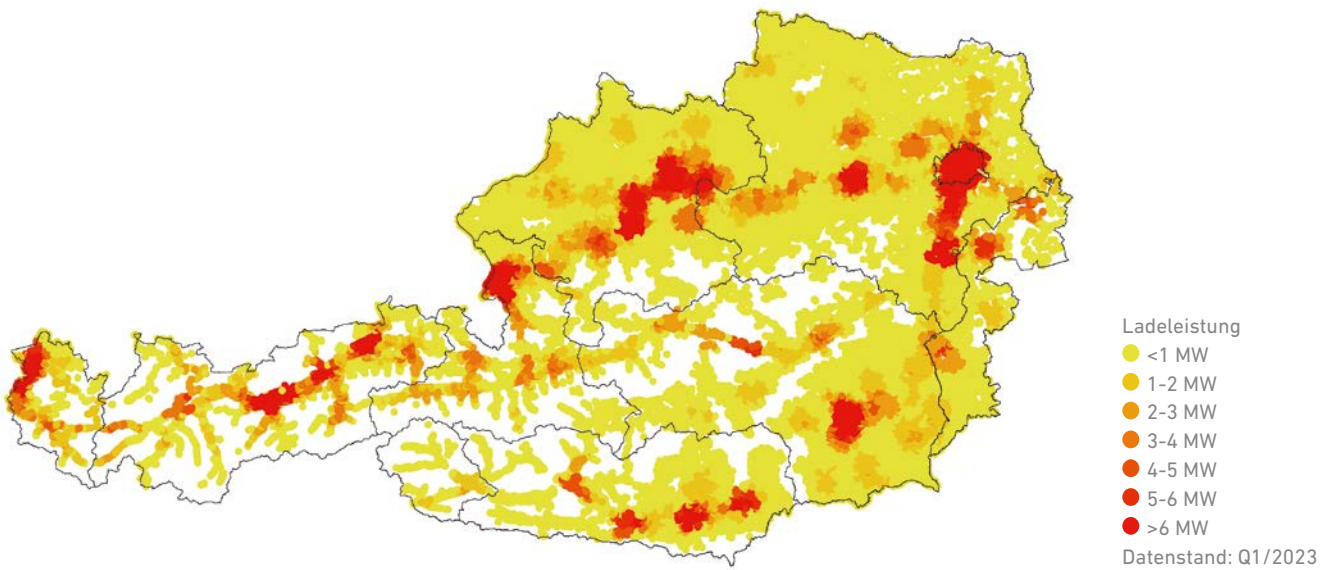 Ladeleistung
<1 MW
1-2 MW
2-3 MW
3-4 MW
4-5 MW
5-6 MW
>6 MW
Datenstand: Q1/2023